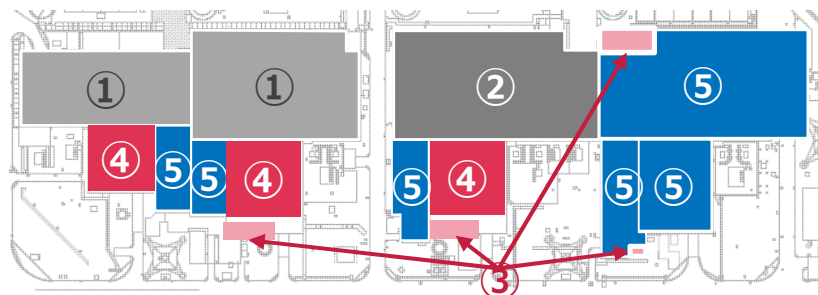 ① ① ② ⑤
④ ⑤ ⑤ ④ ⑤ ④ ⑤ ⑤
③